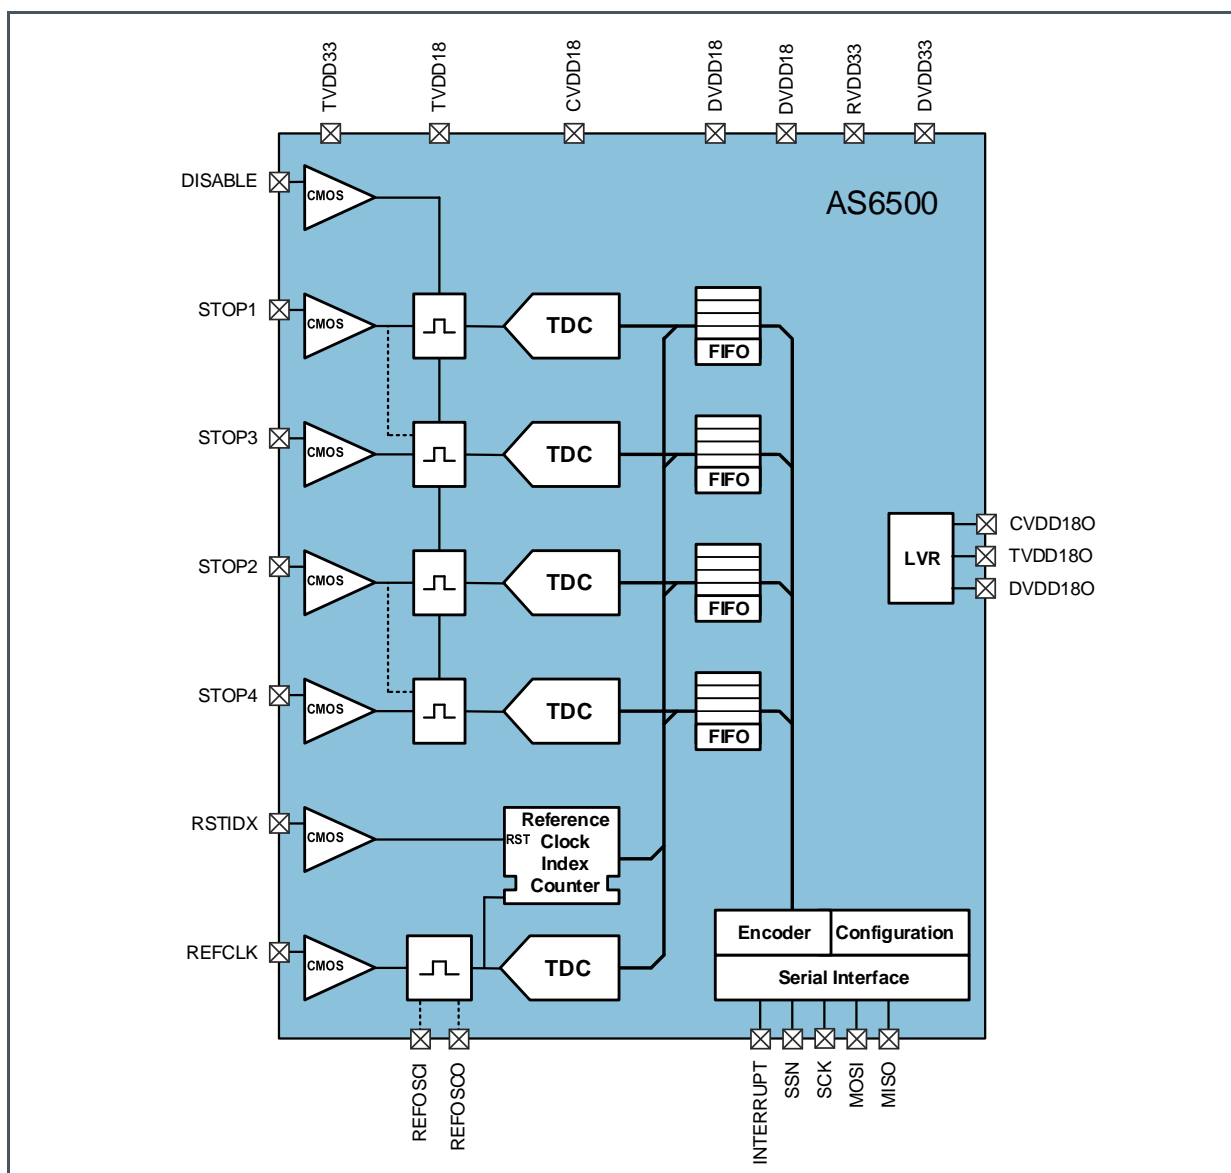 TVDD33
TVDD18
CVDD18
DVDD18
DVDD18
RVDD33
DVDD33
AS6500
DISABLE
CMOS
STOP1
CMOS
TDC
FIFO
STOP3
CMOS
TDC
FIFO
STOP2
CMOS
TDC
FIFO
LVR
CVDD18O
TVDD18O
DVDD18O
STOP4
CMOS
TDC
FIFO
RSTIDX
CMOS
RST
Reference
Clock
Index
Counter
REFCLK
CMOS
TDC
Encoder
Configuration
Serial Interface
REFOSCI
REFOSCO
INTERRUPT
SSN
SCK
MOSI
MISO